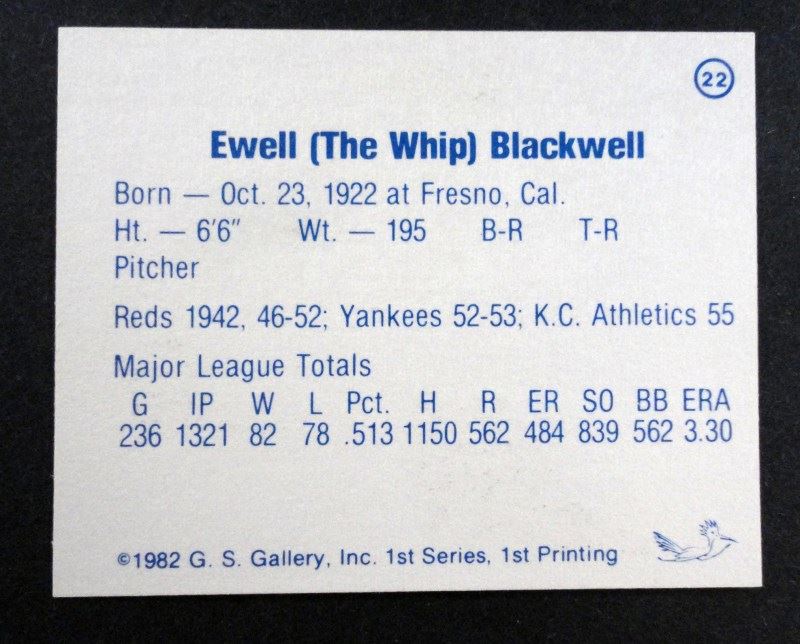 22
Ewell (The Whip) Blackwell
Born — Oct. 23, 1922 at Fresno, Cal.
Ht. — 6'6" Wt. — 195 B-R T-R
Pitcher
Reds 1942, 46-52; Yankees 52-53; K.C. Athletics 55
Major League Totals
G IP W L Pct. H R ER SO BB ERA
236 1321 82 78 .513 1150 562 484 839 562 3.30
©1982 G. S. Gallery, Inc. 1st Series, 1st Printing